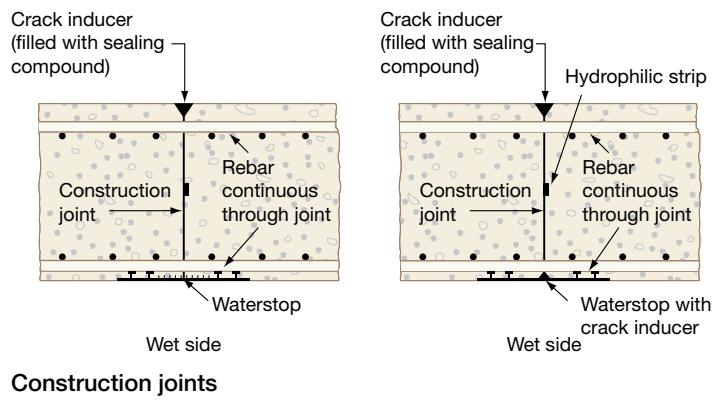 Crack inducer
(filled with sealing
compound)
Construction
joint
Rebar
continuous
through joint
Waterstop
Wet side
Crack inducer
(filled with sealing
compound)
Hydrophilic strip
Construction
joint
Rebar
continuous
through joint
Waterstop with
crack inducer
Wet side
Construction joints